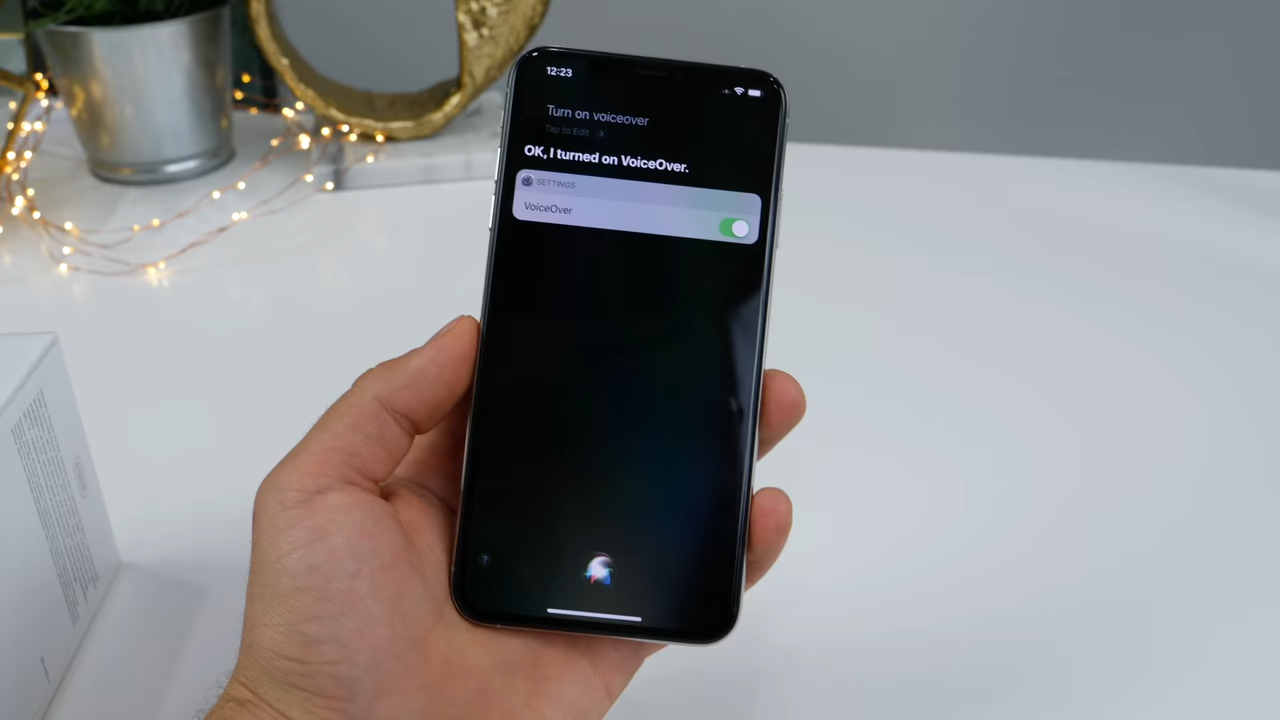 12:23
Turn on voiceover
Tap to Edit >
OK, I turned on VoiceOver.
SETTINGS
VoiceOver
?